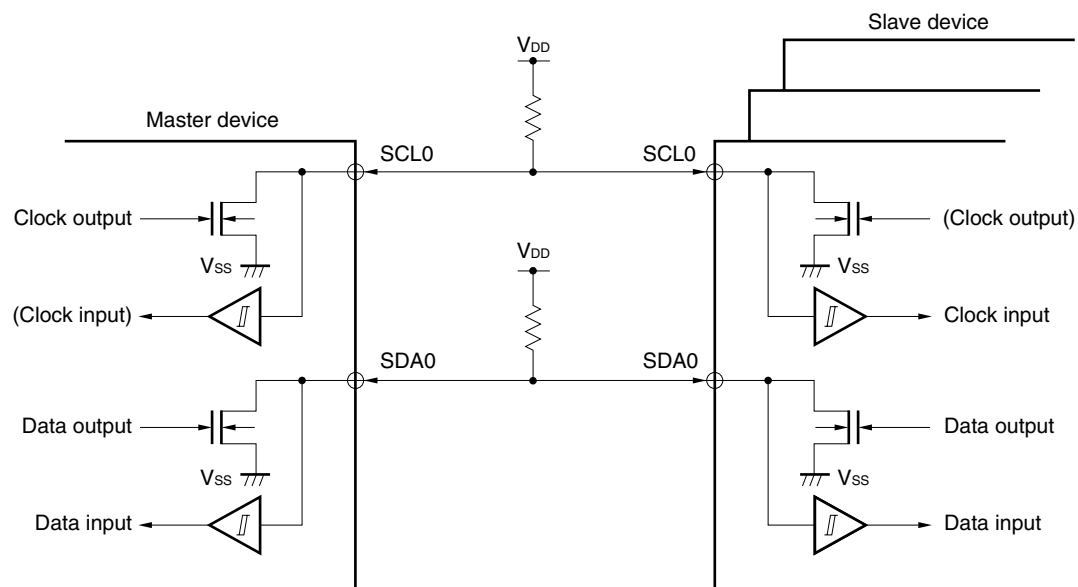 Slave device
VDD
Master device
SCL0 SCL0
Clock output (Clock output)
VSS VDD VSS
(Clock input) Clock input
SDA0 SDA0
Data output Data output
VSS VSS
Data input Data input